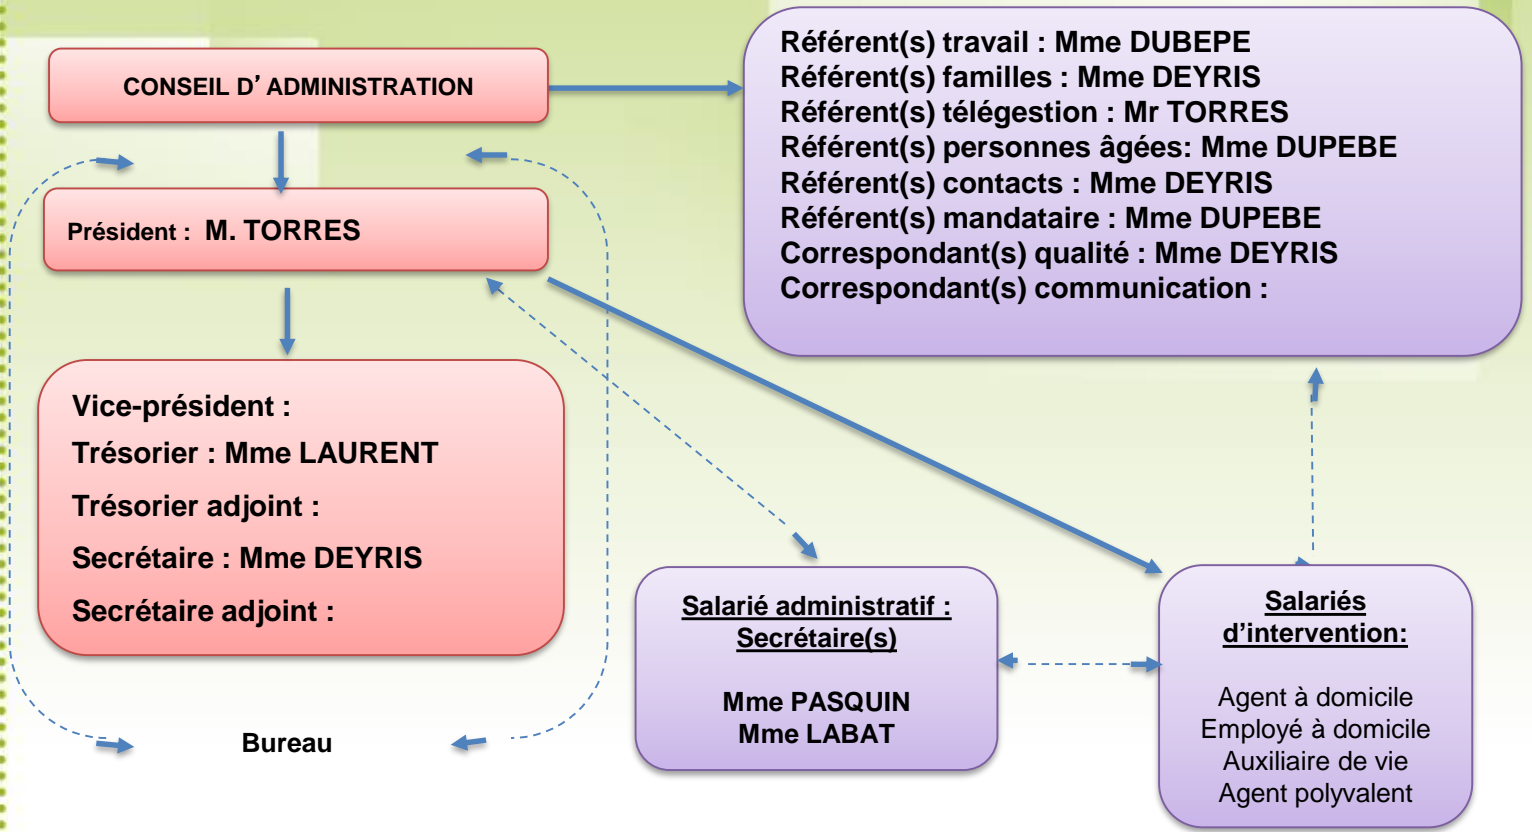 CONSEIL D’ ADMINISTRATION
Président : M. TORRES
Vice-président :
Trésorier : Mme LAURENT
Trésorier adjoint :
Secrétaire : Mme DEYRIS
Secrétaire adjoint :
Bureau
Référent(s) travail : Mme DUBEPE
Référent(s) familles : Mme DEYRIS
Référent(s) télégestion : Mr TORRES
Référent(s) personnes âgées: Mme DUPEBE
Référent(s) contacts : Mme DEYRIS
Référent(s) mandataire : Mme DUPEBE
Correspondant(s) qualité : Mme DEYRIS
Correspondant(s) communication :
Salarié administratif :
Secrétaire(s)
Mme PASQUIN
Mme LABAT
Salariés
d’intervention:
Agent à domicile
Employé à domicile
Auxiliaire de vie
Agent polyvalent